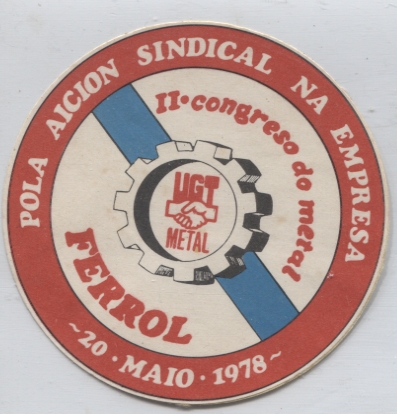 POLA AICION SINDICAL NA EMPRESA
II·congreso do metal
UGT
METAL
FERROL
~20·MAIO·1978~